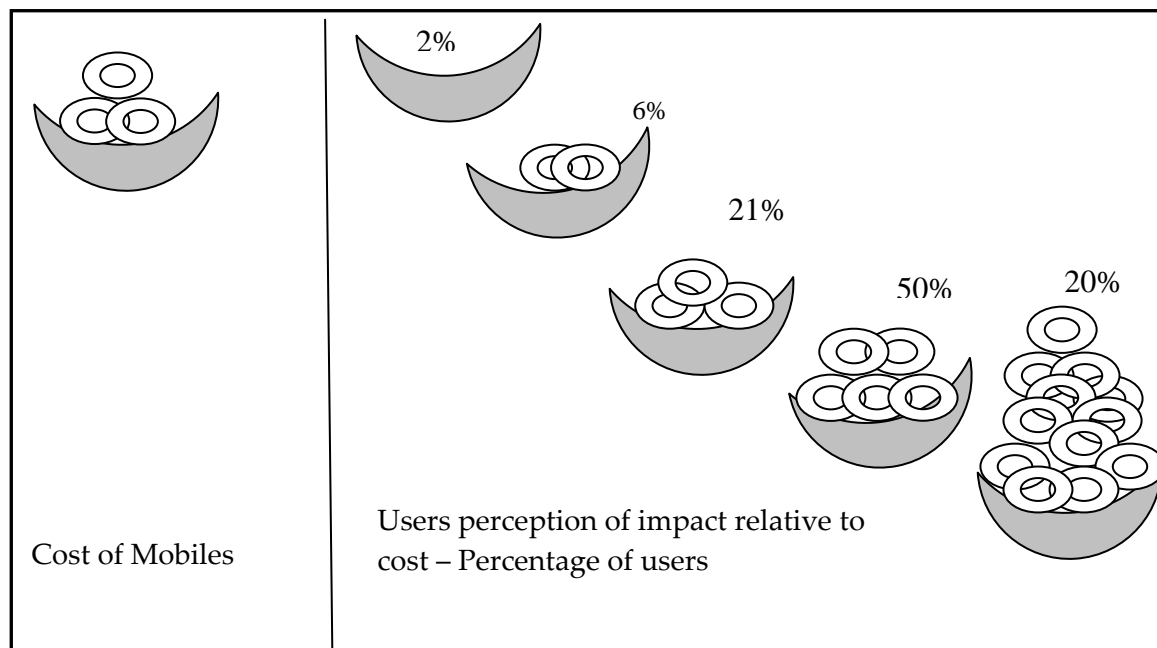 2%
6%
21%
50%
20%
Cost of Mobiles
Users perception of impact relative to
cost – Percentage of users